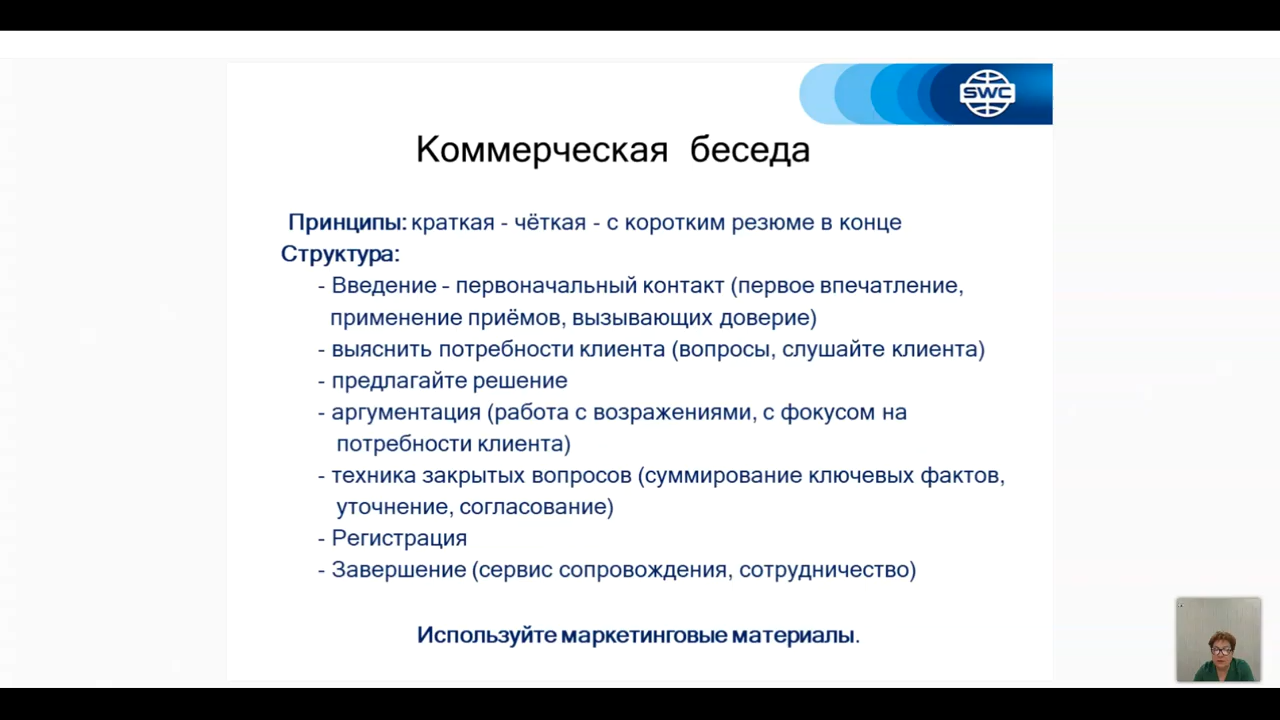 SWC
Коммерческая беседа
Принципы: краткая - чёткая - с коротким резюме в конце
Структура:
- Введение - первоначальный контакт (первое впечатление,
применение приёмов, вызывающих доверие)
- выяснить потребности клиента (вопросы, слушайте клиента)
- предлагайте решение
- аргументация (работа с возражениями, с фокусом на
потребности клиента)
- техника закрытых вопросов (суммирование ключевых фактов,
уточнение, согласование)
- Регистрация
- Завершение (сервис сопровождения, сотрудничество)
Используйте маркетинговые материалы.